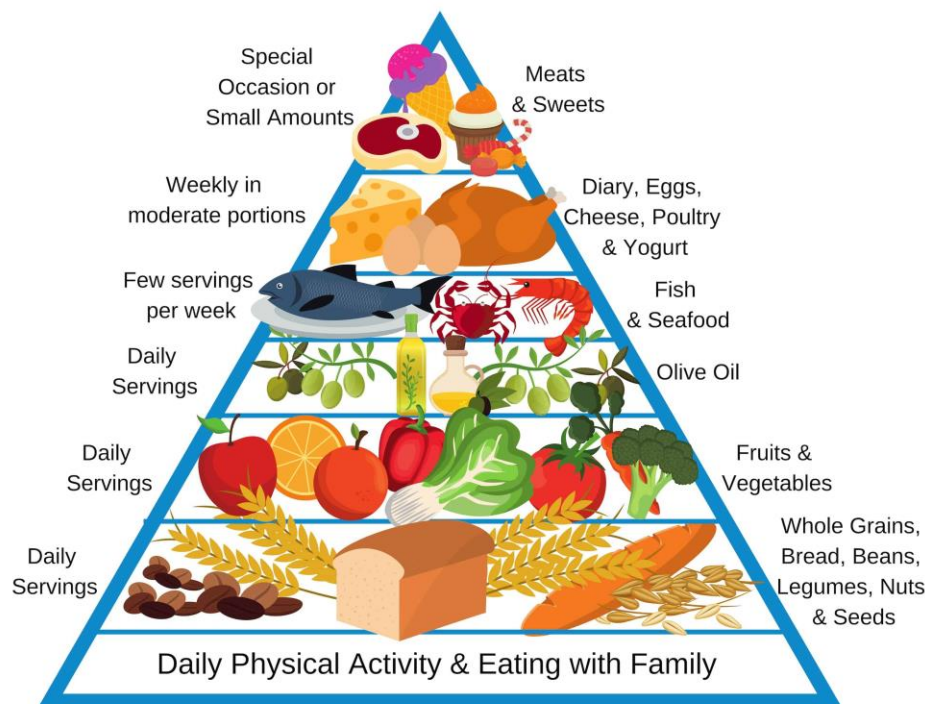 Special
Occasion or
Small Amounts
Meats
& Sweets
Weekly in
moderate portions
Diary, Eggs,
Cheese, Poultry
& Yogurt
Few servings
per week
Fish
& Seafood
Daily
Servings
Olive Oil
Daily
Servings
Fruits &
Vegetables
Daily
Servings
Whole Grains,
Bread, Beans,
Legumes, Nuts
& Seeds
Daily Physical Activity & Eating with Family